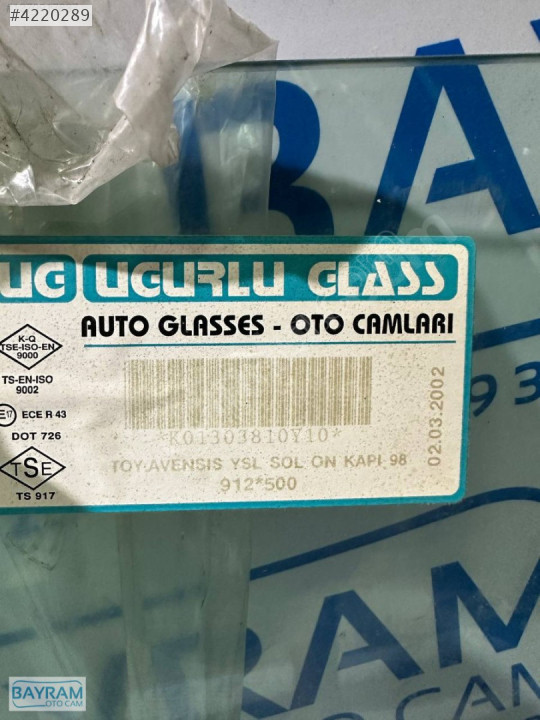 #4220289
UG UGURLU GLASS
AUTO GLASSES - OTO CAMLARI
K-Q
TSE-ISO-EN
9000
TS-EN-ISO
9002
E17 ECE R 43
DOT 726
TSE
TS 917
*K01303810Y10*
TOY-AVENSIS YSL SOL ON KAPI 98
912*500
02.03.2002
BAYRAM
OTO CAM